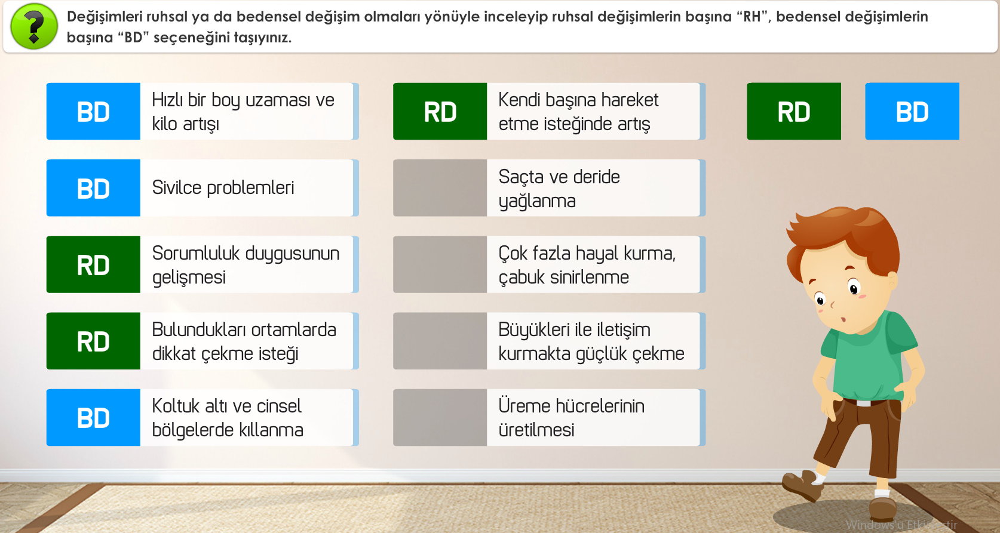 ?
Değişimleri ruhsal ya da bedensel değişim olmaları yönüyle inceleyip ruhsal değişimlerin başına “RH”, bedensel değişimlerin
başına “BD” seçeneğini taşıyınız.
BD
Hızlı bir boy uzaması ve
kilo artışı
BD
Sivilce problemleri
RD
Sorumluluk duygusunun
gelişmesi
RD
Bulundukları ortamlarda
dikkat çekme isteği
BD
Koltuk altı ve cinsel
bölgelerde kıllanma
RD
Kendi başına hareket
etme isteğinde artış
Saçta ve deride
yağlanma
Çok fazla hayal kurma,
çabuk sinirlenme
Büyükleri ile iletişim
kurmakta güçlük çekme
Üreme hücrelerinin
üretilmesi
RD
BD
Windows'u Etkinleştir